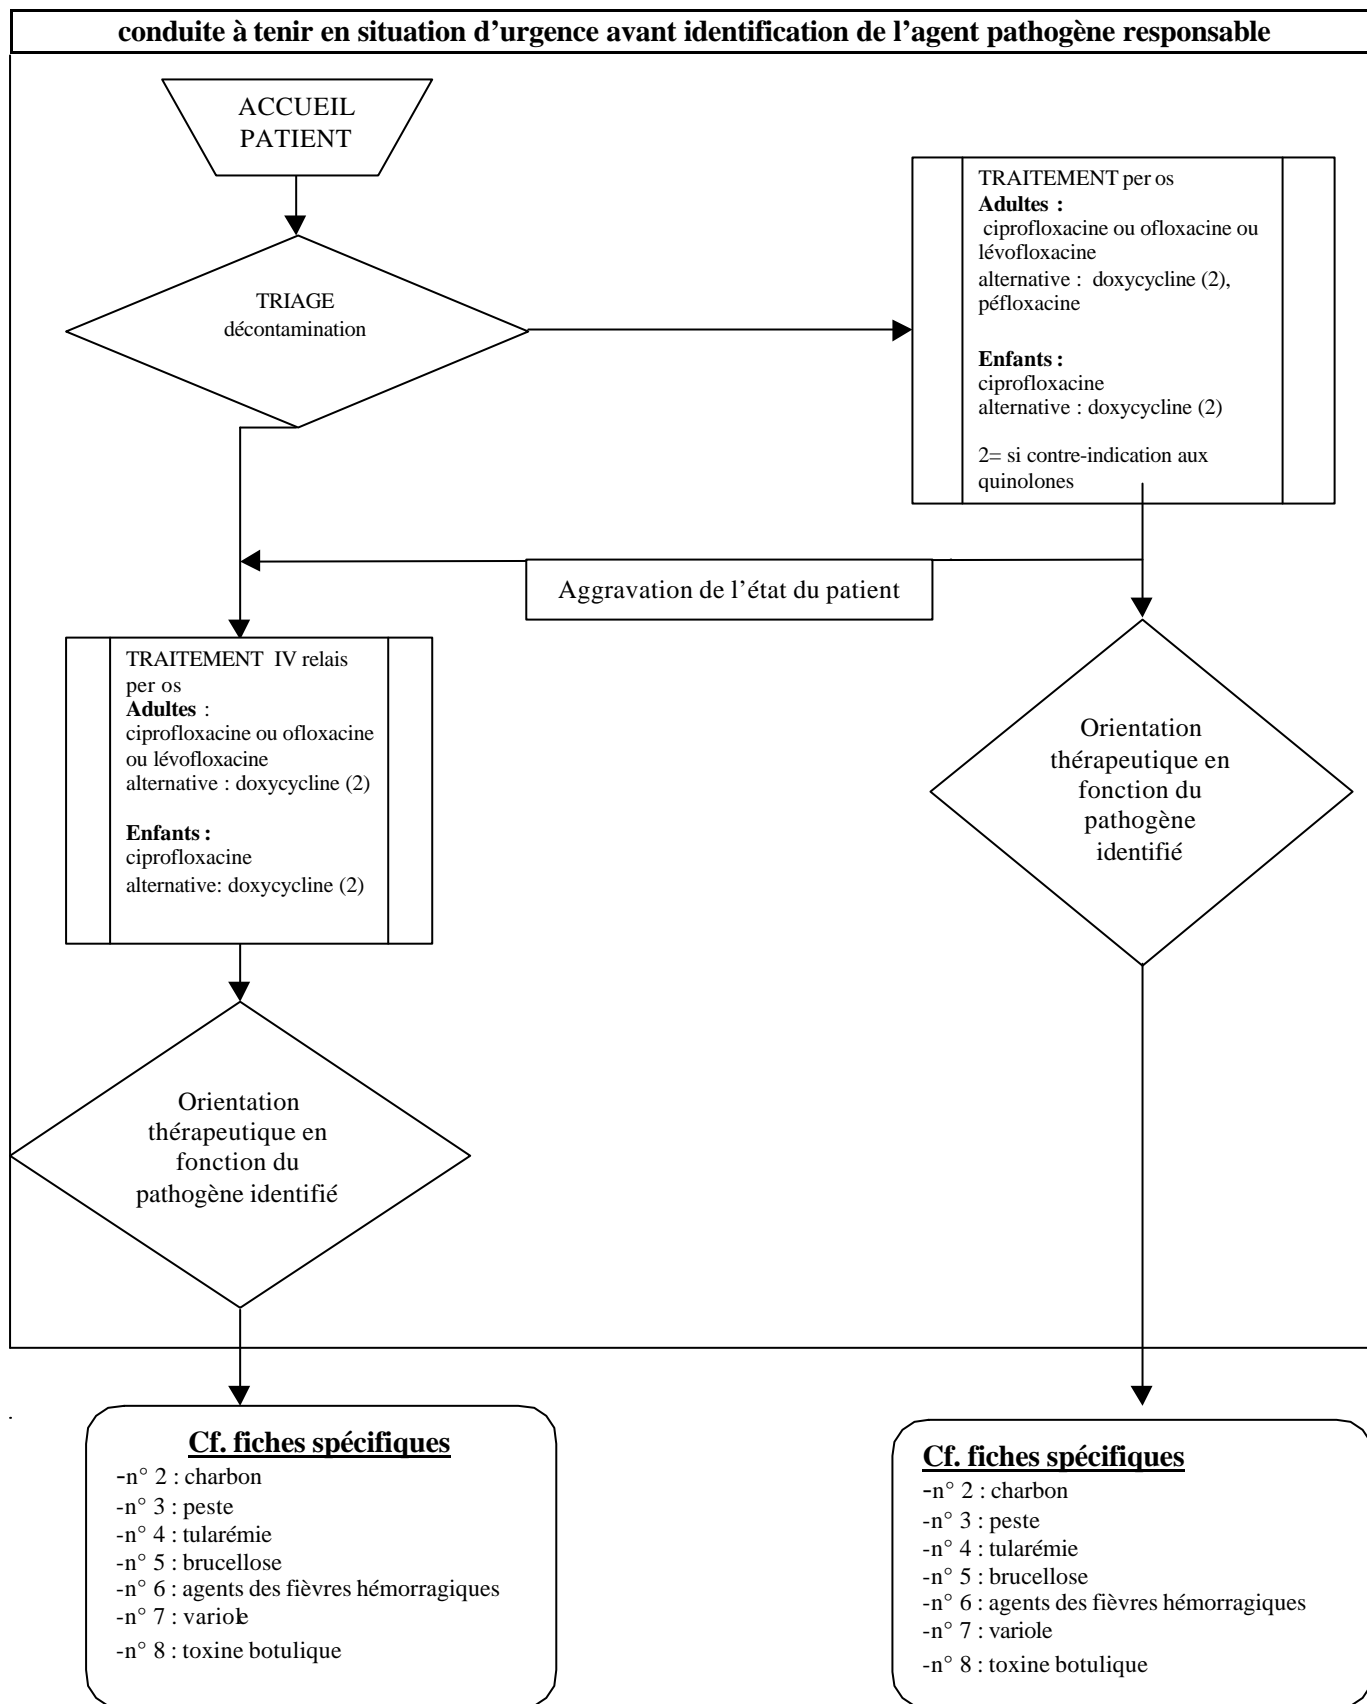 conduite à tenir en situation d'urgence avant identification de l'agent pathogène responsable
ACCUEIL
PATIENT
TRIAGE
décontamination
TRAITEMENT per os
Adultes :
ciprofloxacine ou ofloxacine ou
lévofloxacine
alternative : doxycycline (2),
péfloxacine
Enfants :
ciprofloxacine
alternative : doxycycline (2)
2= si contre-indication aux
quinolones
Aggravation de l'état du patient
TRAITEMENT IV relais
per os
Adultes :
ciprofloxacine ou ofloxacine
ou lévofloxacine
alternative : doxycycline (2)
Enfants :
ciprofloxacine
alternative: doxycycline (2)
Orientation
thérapeutique en
fonction du
pathogène
identifié
Orientation
thérapeutique en
fonction du
pathogène identifié
Cf. fiches spécifiques
-n° 2 : charbon
-n° 3 : peste
-n° 4 : tularémie
-n° 5 : brucellose
-n° 6 : agents des fièvres hémorragiques
-n° 7 : variole
-n° 8 : toxine botulique
Cf. fiches spécifiques
-n° 2 : charbon
-n° 3 : peste
-n° 4 : tularémie
-n° 5 : brucellose
-n° 6 : agents des fièvres hémorragiques
-n° 7 : variole
-n° 8 : toxine botulique